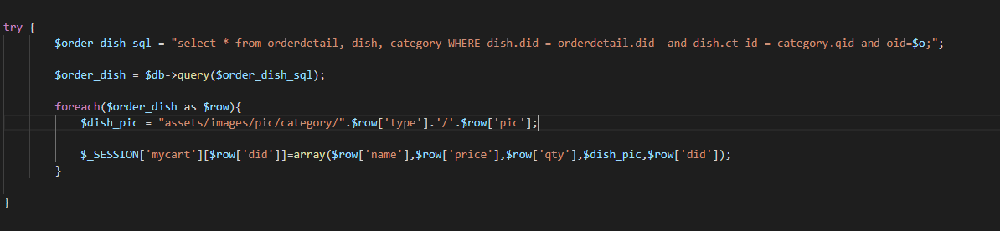 try {
$order_dish_sql = "select * from orderdetail, dish, category WHERE dish.did = orderdetail.did  and dish.ct_id = category.qid and oid=$o;";
$order_dish = $db->query($order_dish_sql);
foreach($order_dish as $row){
$dish_pic = "assets/images/pic/category/".$row['type'].'/'.$row['pic'];
$_SESSION['mycart'][$row['did']]=array($row['name'],$row['price'],$row['qty'],$dish_pic,$row['did']);
}
}